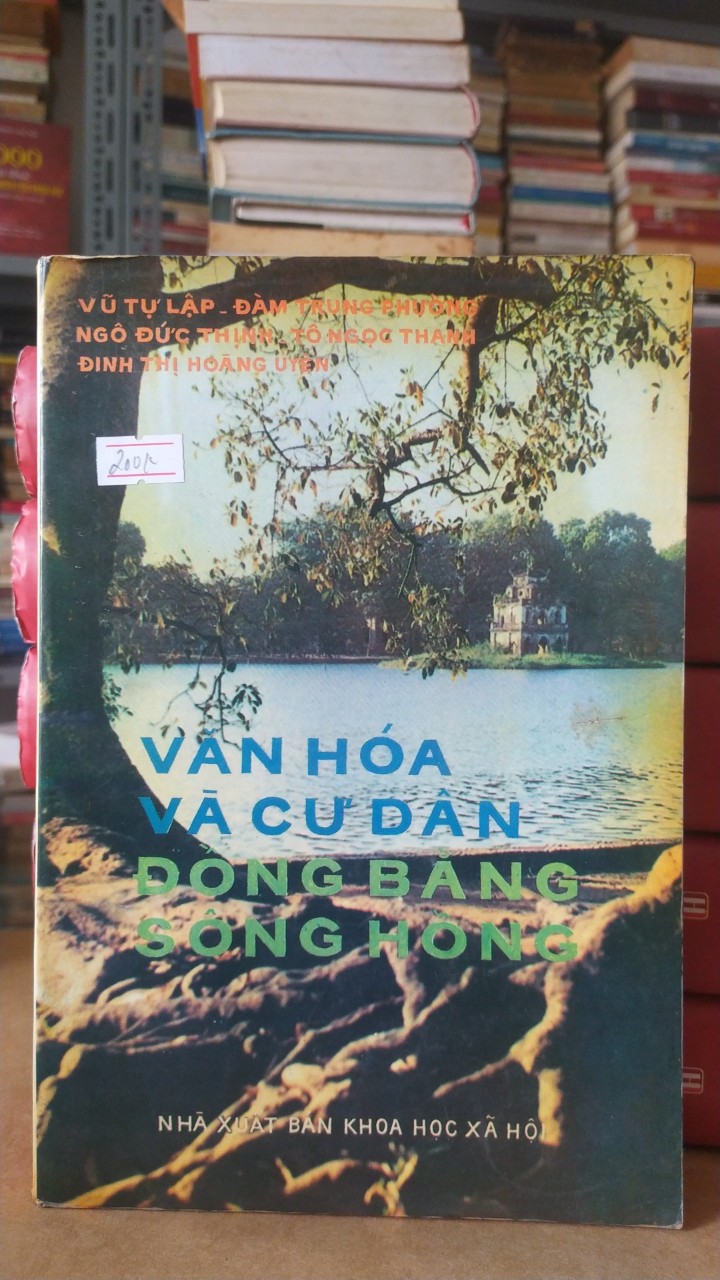 VŨ TỰ LẬP - ĐÀM TRUNG PHƯỜNG
NGÔ ĐỨC THỊNH - TÔ NGỌC THANH
ĐINH THỊ HOÀNG UYÊN
200k
VĂN HÓA
VÀ CƯ DÂN
ĐỒNG BẰNG
SÔNG HỒNG
NHÀ XUẤT BẢN KHOA HỌC XÃ HỘI